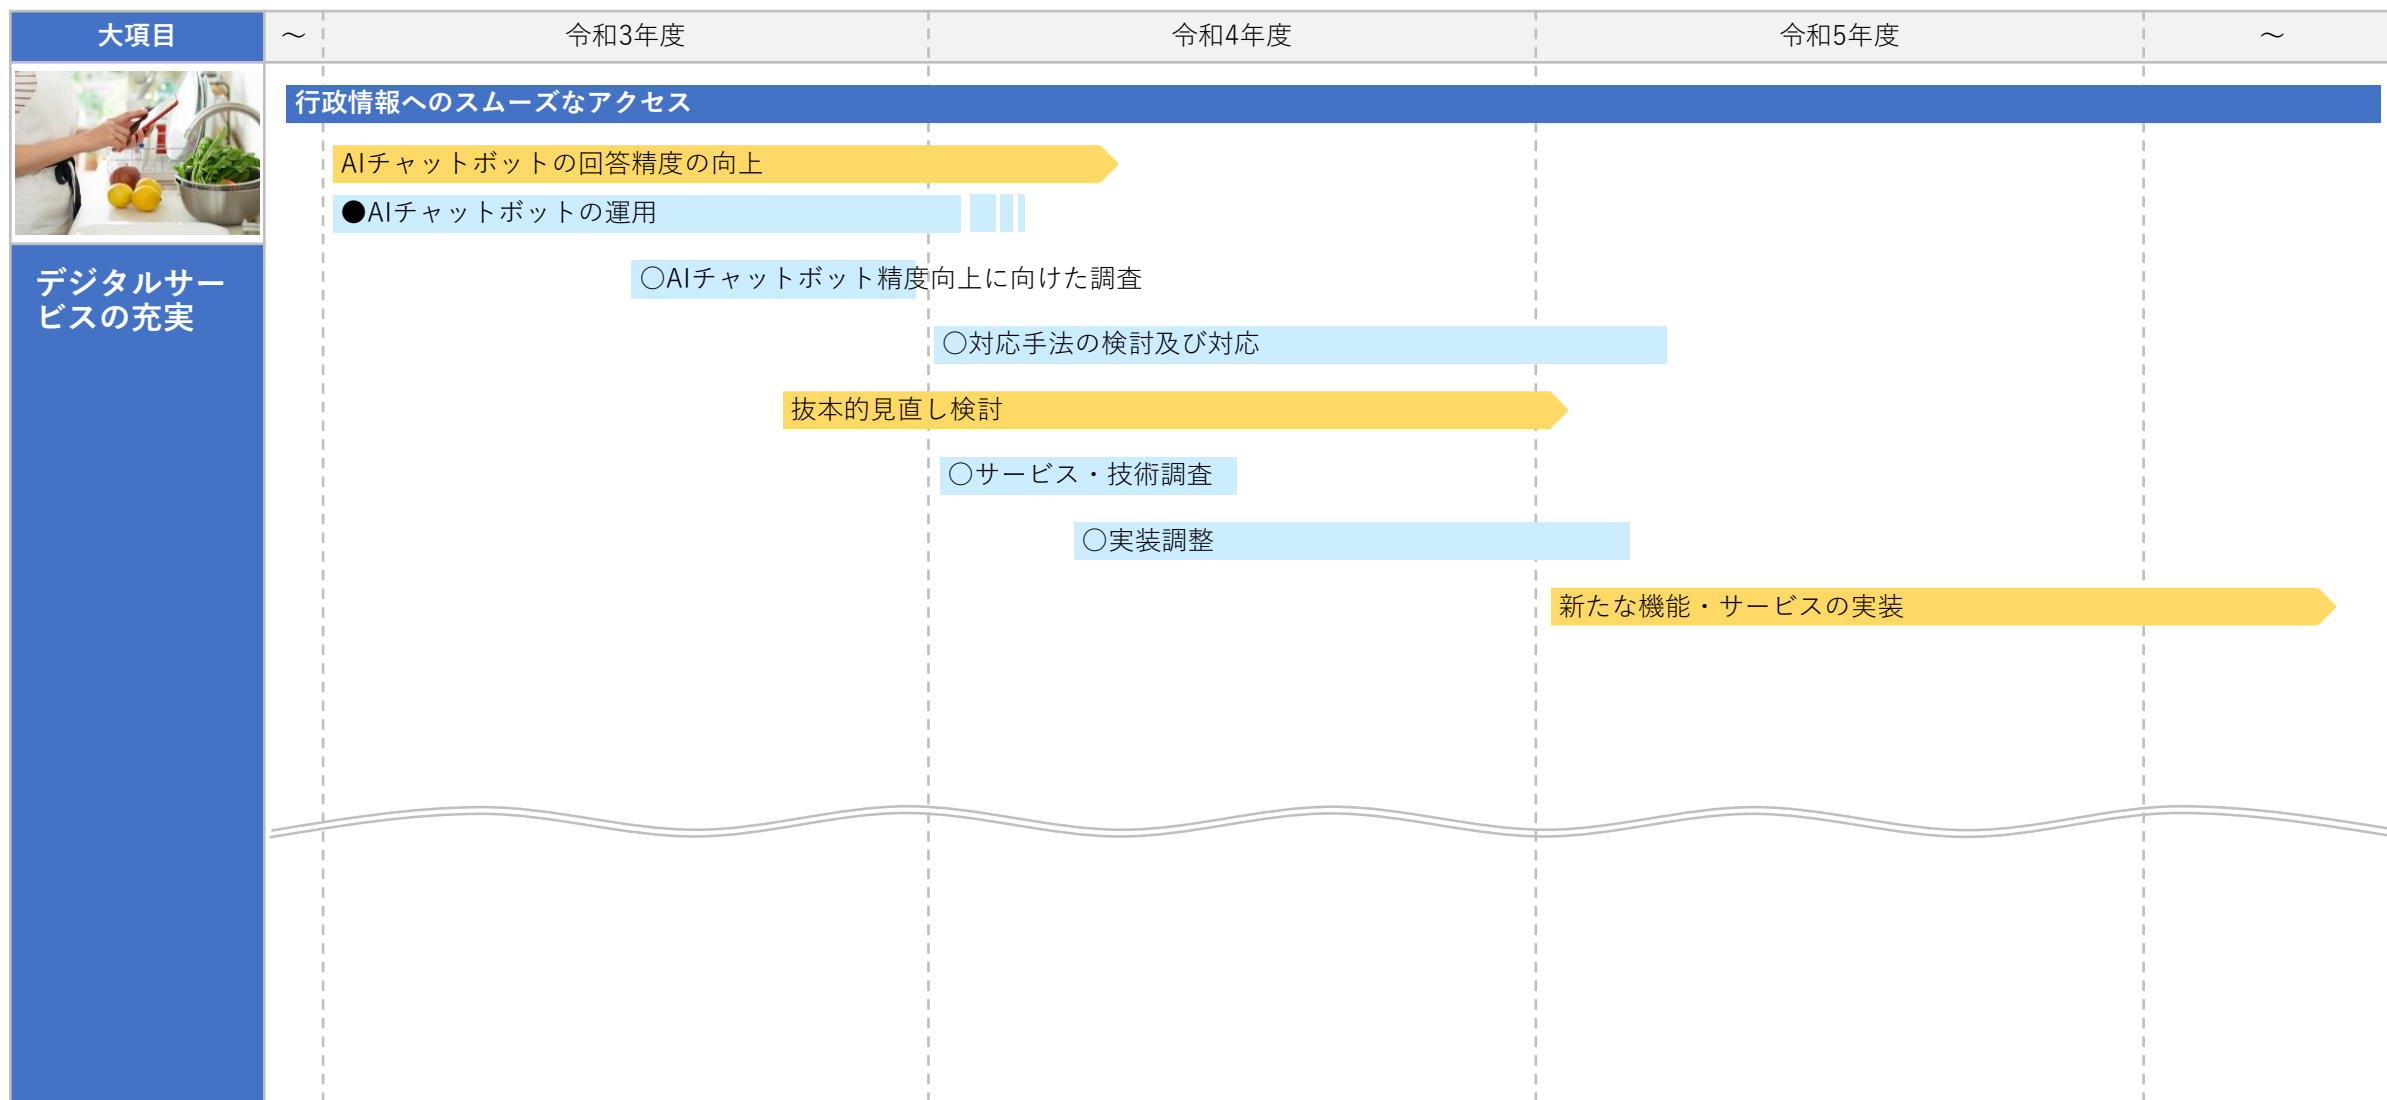 大項目
～
令和3年度
令和4年度
令和5年度
～
行政情報へのスムーズなアクセス
AIチャットボットの回答精度の向上
●AIチャットボットの運用
○AIチャットボット精度向上に向けた調査
デジタルサー
ビスの充実
○対応手法の検討及び対応
抜本的見直し検討
○サービス・技術調査
○実装調整
新たな機能・サービスの実装